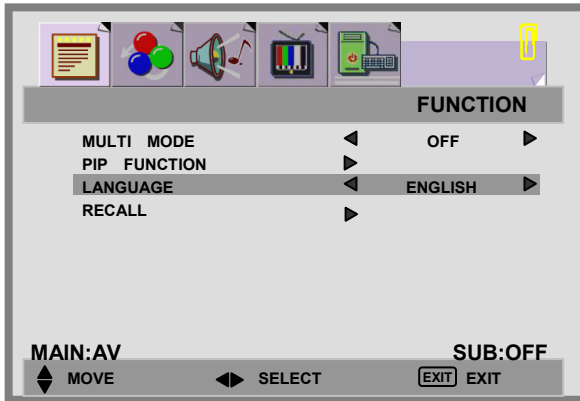 FUNCTION
MULTI MODE OFF
PIP FUNCTION
LANGUAGE ENGLISH
RECALL
MAIN:AV SUB:OFF
MOVE SELECT EXIT EXIT